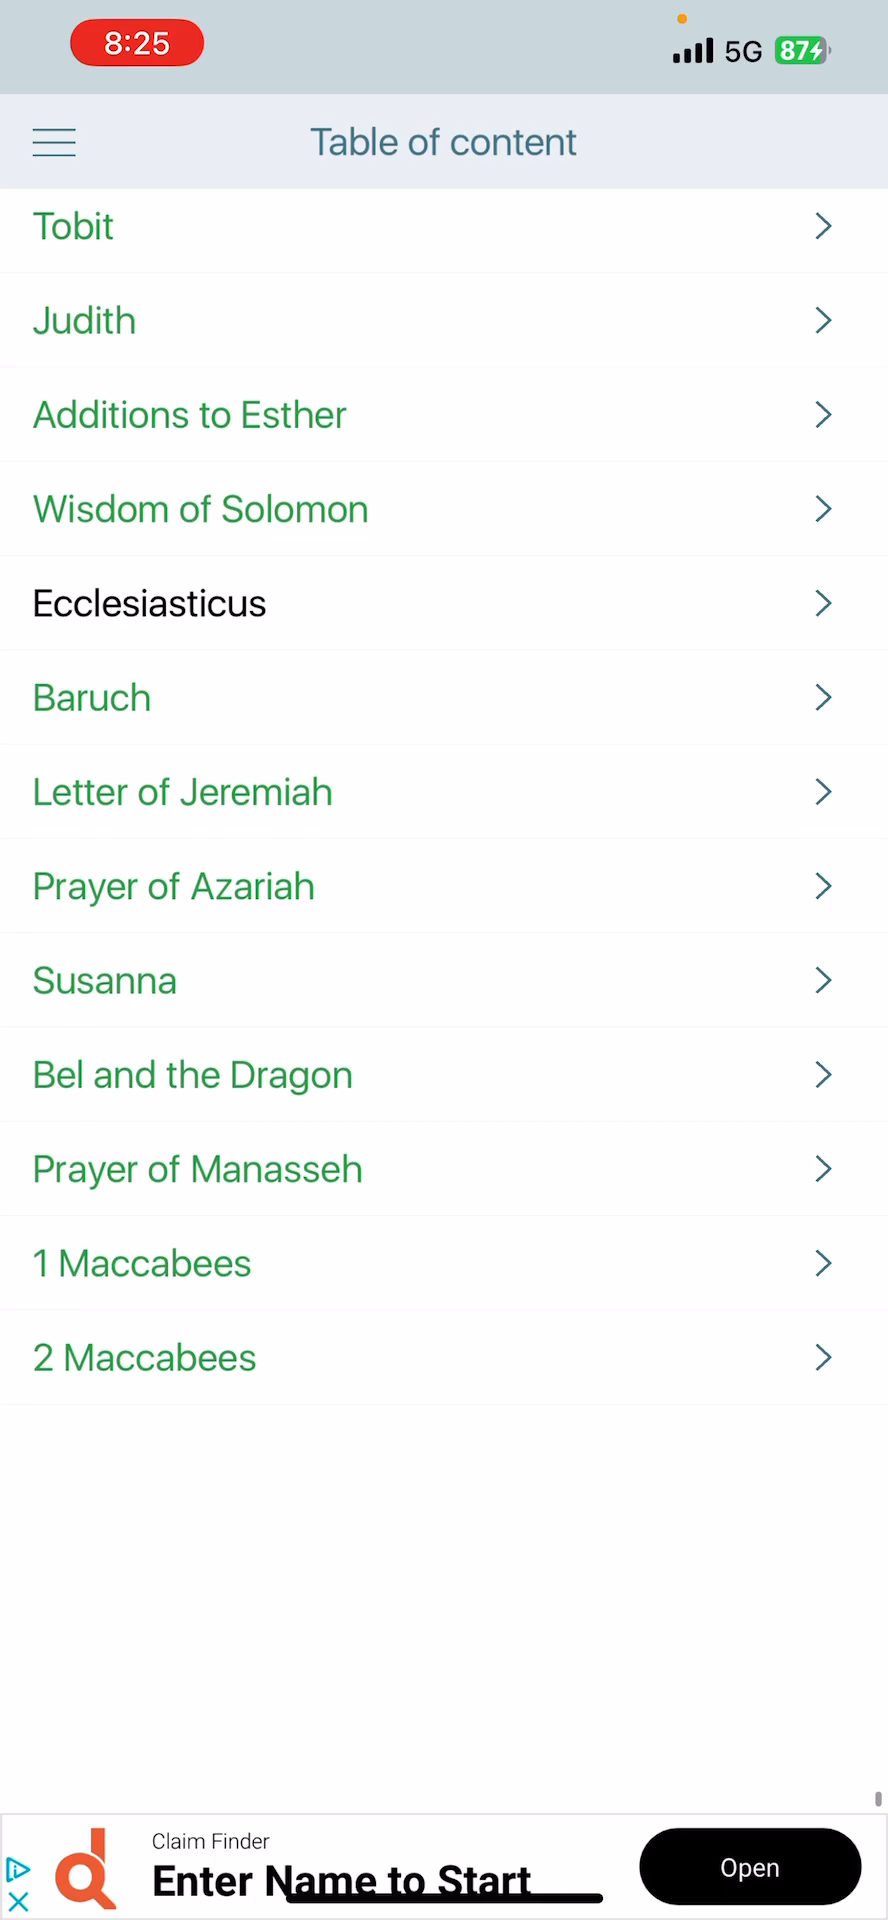 8:25
5G
87
Table of content
Tobit
Judith
Additions to Esther
Wisdom of Solomon
Ecclesiasticus
Baruch
Letter of Jeremiah
Prayer of Azariah
Susanna
Bel and the Dragon
Prayer of Manasseh
1 Maccabees
2 Maccabees
Claim Finder
Enter Name to Start
Open